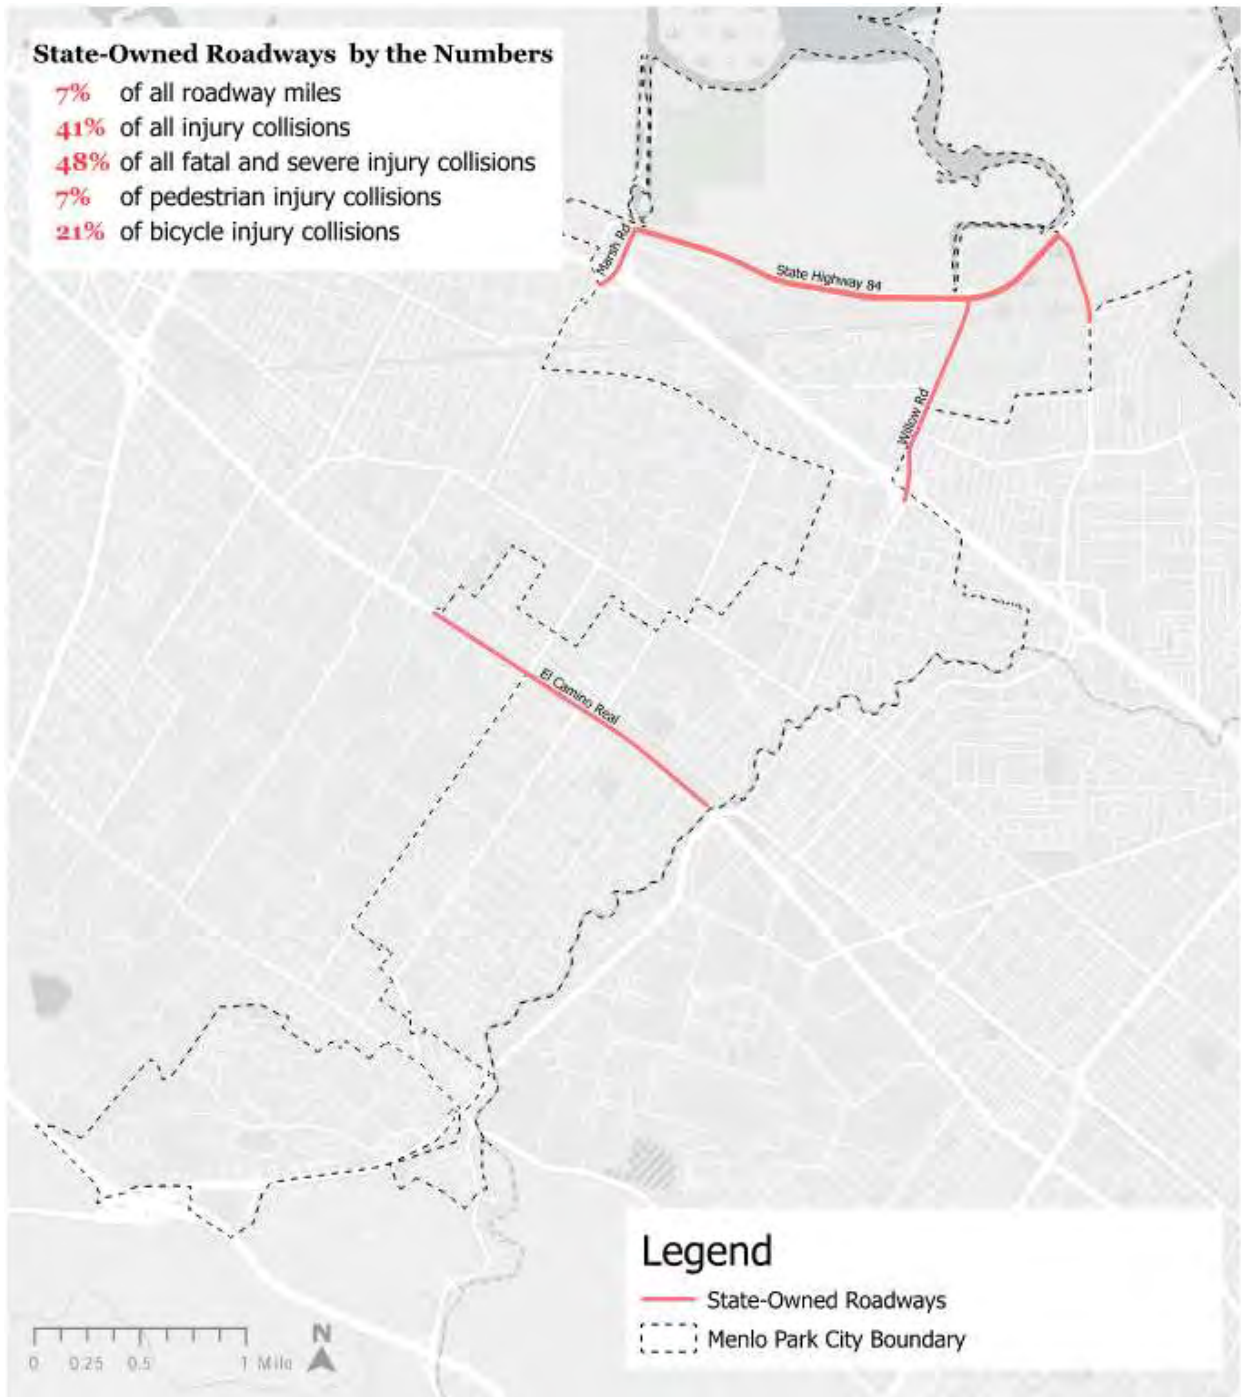 State-Owned Roadways by the Numbers
7% of all roadway miles
41% of all injury collisions
48% of all fatal and severe injury collisions
7% of pedestrian injury collisions
21% of bicycle injury collisions
Marsh Rd
State Highway 84
Willow Rd
El Camino Real
Legend
State-Owned Roadways
Menlo Park City Boundary
0 0.25 0.5 1 Mile
N